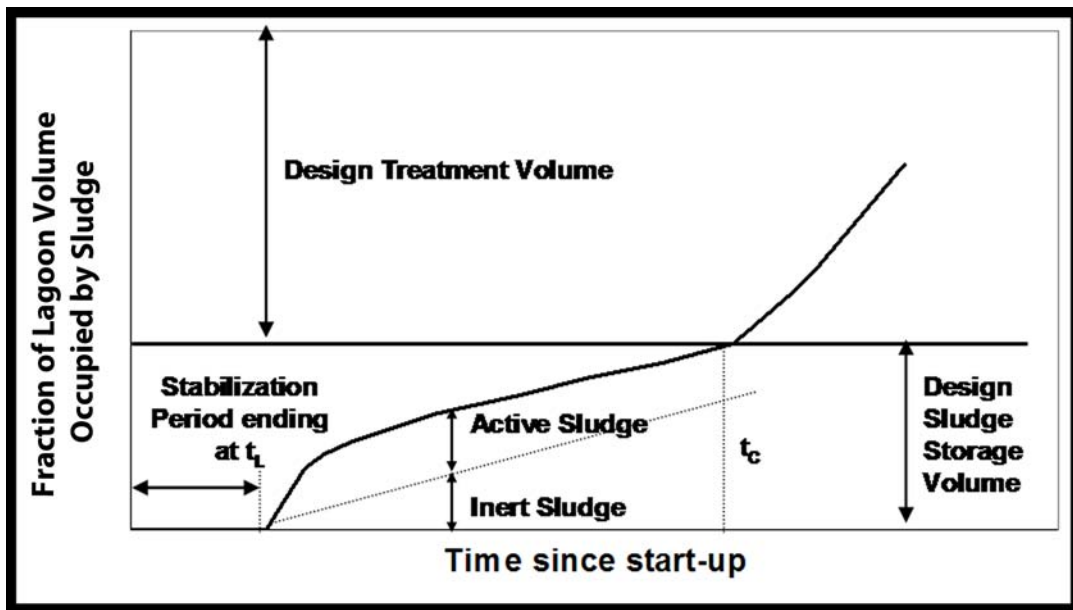 Fraction of Lagoon Volume
Occupied by Sludge
Design Treatment Volume
Stabilization
Period ending
at tL
Active Sludge
Inert Sludge
tC
Design
Sludge
Storage
Volume
Time since start-up